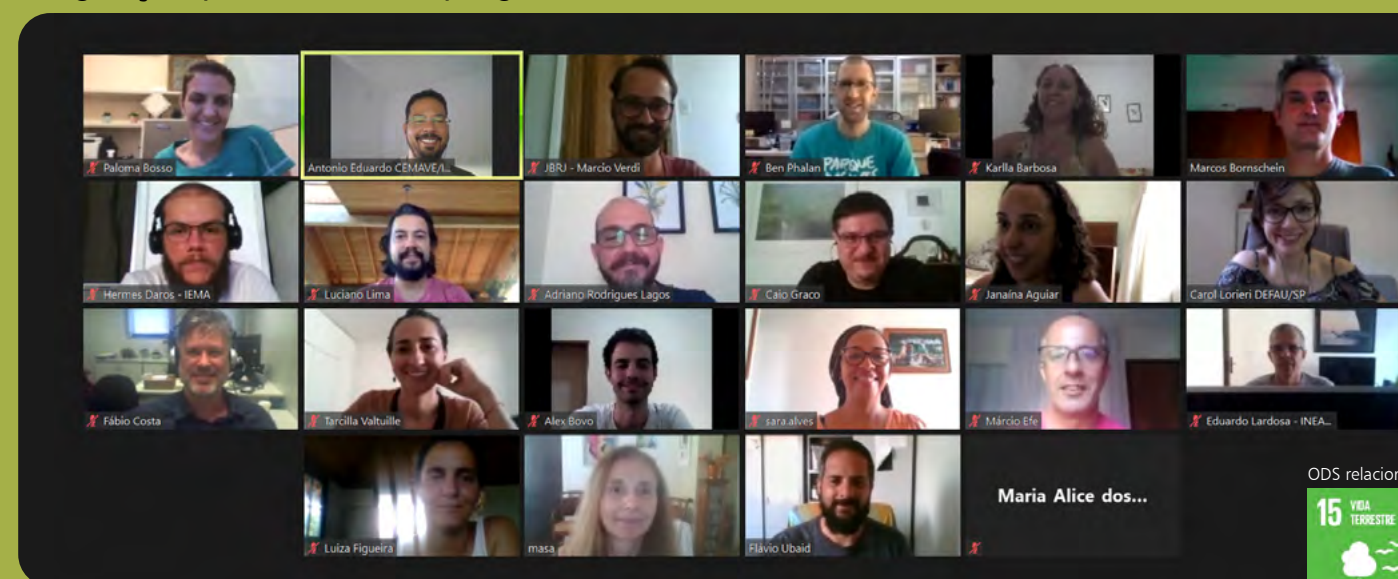 Paloma Bosso
Antonio Eduardo CEMAVE/I...
JBRJ - Marcio Verdi
Ben Phalan
PARQUE
Karlla Barbosa
Marcos Bornschein
Hermes Daros - IEMA
Luciano Lima
Adriano Rodrigues Lagos
Caio Graco
Janaína Aguiar
Carol Lorieri DEFAU/SP
Fábio Costa
Tarcilla Valtuille
Alex Bovo
sara.alves
Márcio Efe
Eduardo Lardosa - INEA...
Luiza Figueira
masa
Flávio Ubaid
Maria Alice dos...
ODS relacion
15 VIDA
TERRESTRE